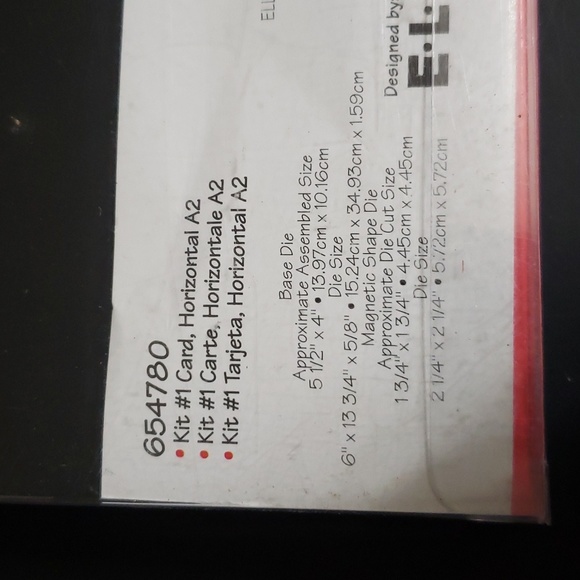 654780
• Kit #1 Card, Horizontal A2
• Kit #1 Carte, Horizontale A2
• Kit #1 Tarjeta, Horizontal A2
Base Die
Approximate Assembled Size
5 1/2" x 4" • 13.97cm x 10.16cm
Die Size
6" x 13 3/4" x 5/8" • 15.24cm x 34.93cm x 1.59cm
Magnetic Shape Die
Approximate Die Cut Size
1 3/4" x 1 3/4" • 4.45cm x 4.45cm
Die Size
2 1/4" x 2 1/4" • 5.72cm x 5.72cm
Designed by:
E.L.